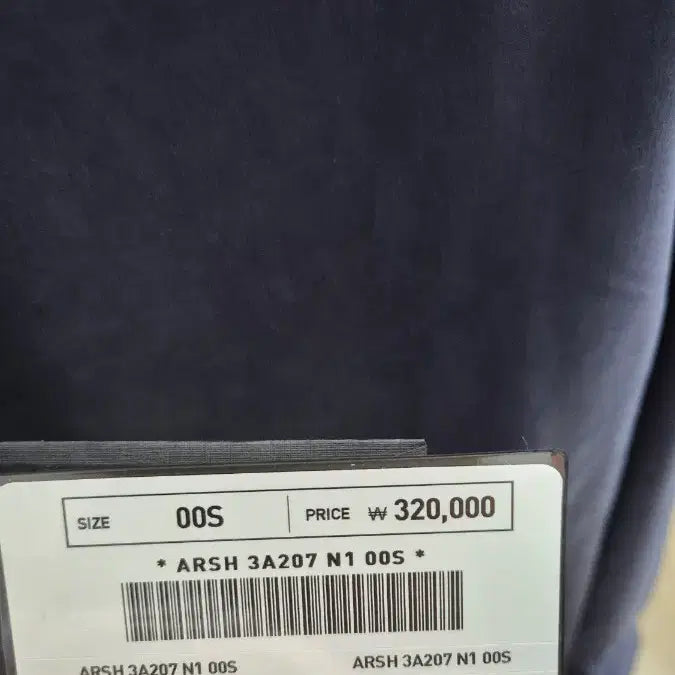 SIZE 00S PRICE ₩ 320,000
* ARSH 3A207 N1 00S *
ARSH 3A207 N1 00S ARSH 3A207 N1 00S